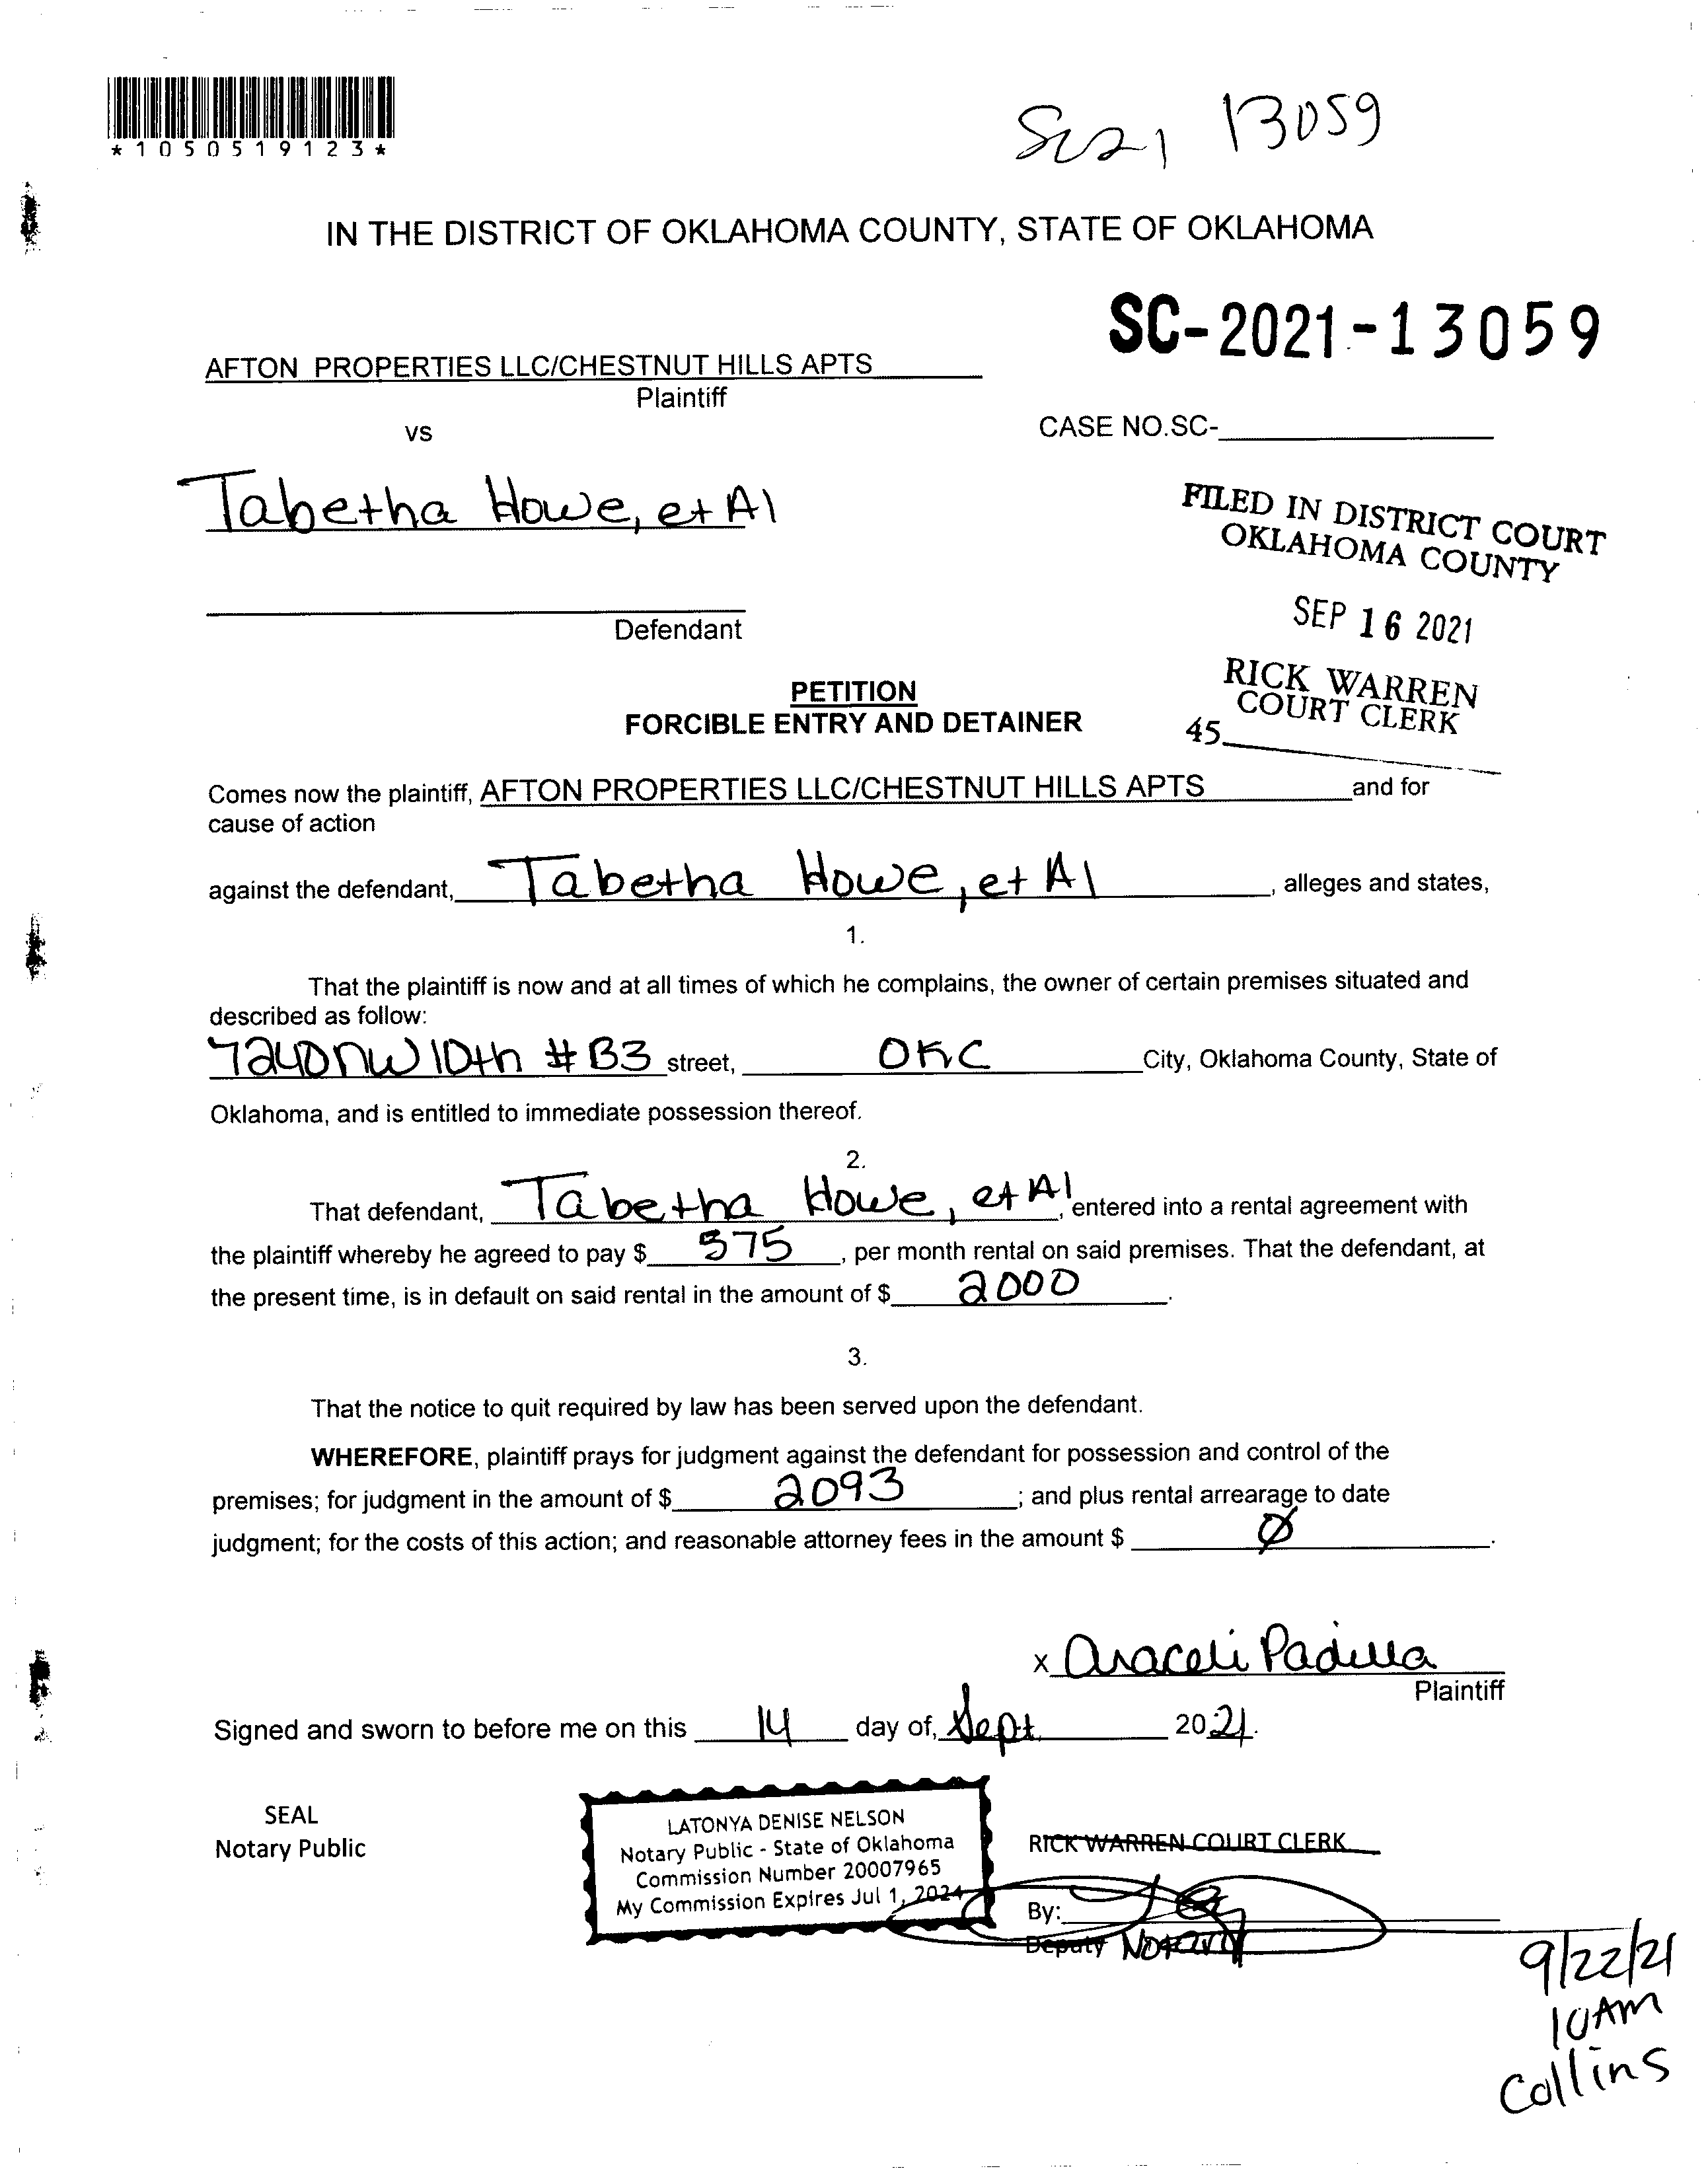 *1050519123*
SC21 13059
IN THE DISTRICT OF OKLAHOMA COUNTY, STATE OF OKLAHOMA
SC-2021-13059
AFTON PROPERTIES LLC/CHESTNUT HILLS APTS
Plaintiff
vs
CASE NO.SC-
Tabetha Howe, et Al
FILED IN DISTRICT COURT
OKLAHOMA COUNTY
SEP 16 2021
Defendant
RICK WARREN
COURT CLERK
45
PETITION
FORCIBLE ENTRY AND DETAINER
Comes now the plaintiff, AFTON PROPERTIES LLC/CHESTNUT HILLS APTS and for
cause of action
against the defendant, Tabetha Howe, et Al, alleges and states,
1.
That the plaintiff is now and at all times of which he complains, the owner of certain premises situated and
described as follow:
7240 NW 10th #B3 street, OKC City, Oklahoma County, State of
Oklahoma, and is entitled to immediate possession thereof.
2.
That defendant, Tabetha Howe, et Al, entered into a rental agreement with
the plaintiff whereby he agreed to pay $ 575, per month rental on said premises. That the defendant, at
the present time, is in default on said rental in the amount of $ 2000.
3.
That the notice to quit required by law has been served upon the defendant.
WHEREFORE, plaintiff prays for judgment against the defendant for possession and control of the
premises; for judgment in the amount of $ 2093; and plus rental arrearage to date
judgment; for the costs of this action; and reasonable attorney fees in the amount $ Ø.
x Araceli Padilla
Plaintiff
Signed and sworn to before me on this 14 day of, Sept. 2021.
SEAL
Notary Public
LATONYA DENISE NELSON
Notary Public - State of Oklahoma
Commission Number 20007965
My Commission Expires Jul 1, 2024
RICK WARREN COURT CLERK
By:
Deputy Notary
9/22/21
10AM
Collins